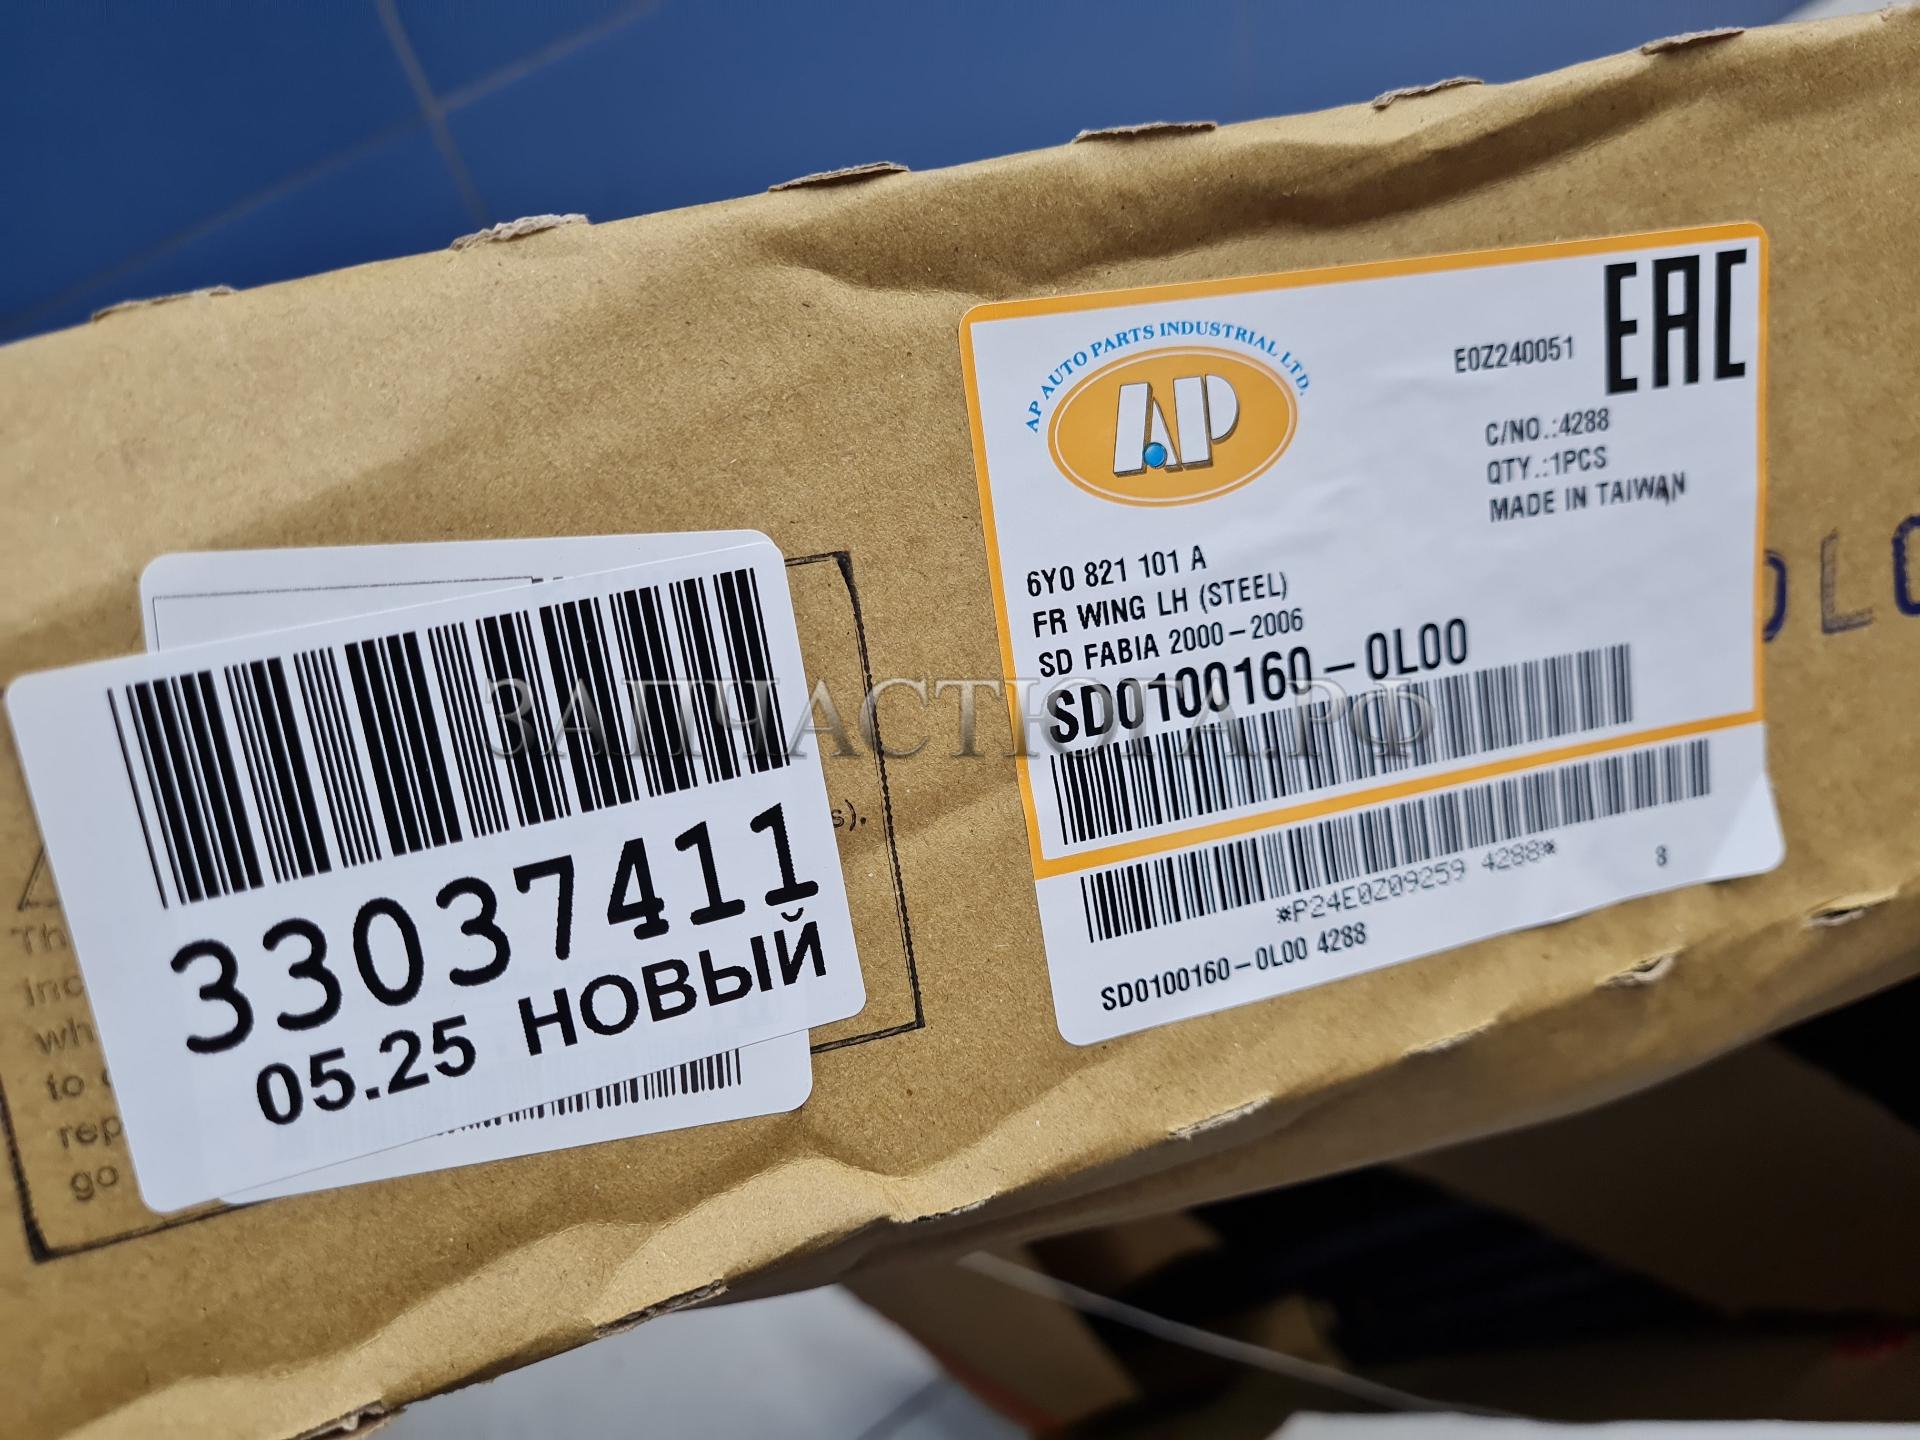 AP AUTO PARTS INDUSTRIAL LTD.
AP
E0Z240051
EAC
C/NO.:4288
QTY.:1PCS
MADE IN TAIWAN
6Y0 821 101 A
FR WING LH (STEEL)
SD FABIA 2000-2006
SD0100160-0L00
*P24E0Z09259 4288*
8
SD0100160-0L00 4288
33037411
05.25 НОВЫЙ
ЗАПЧАСТЮГА.РФ
s).
to
go